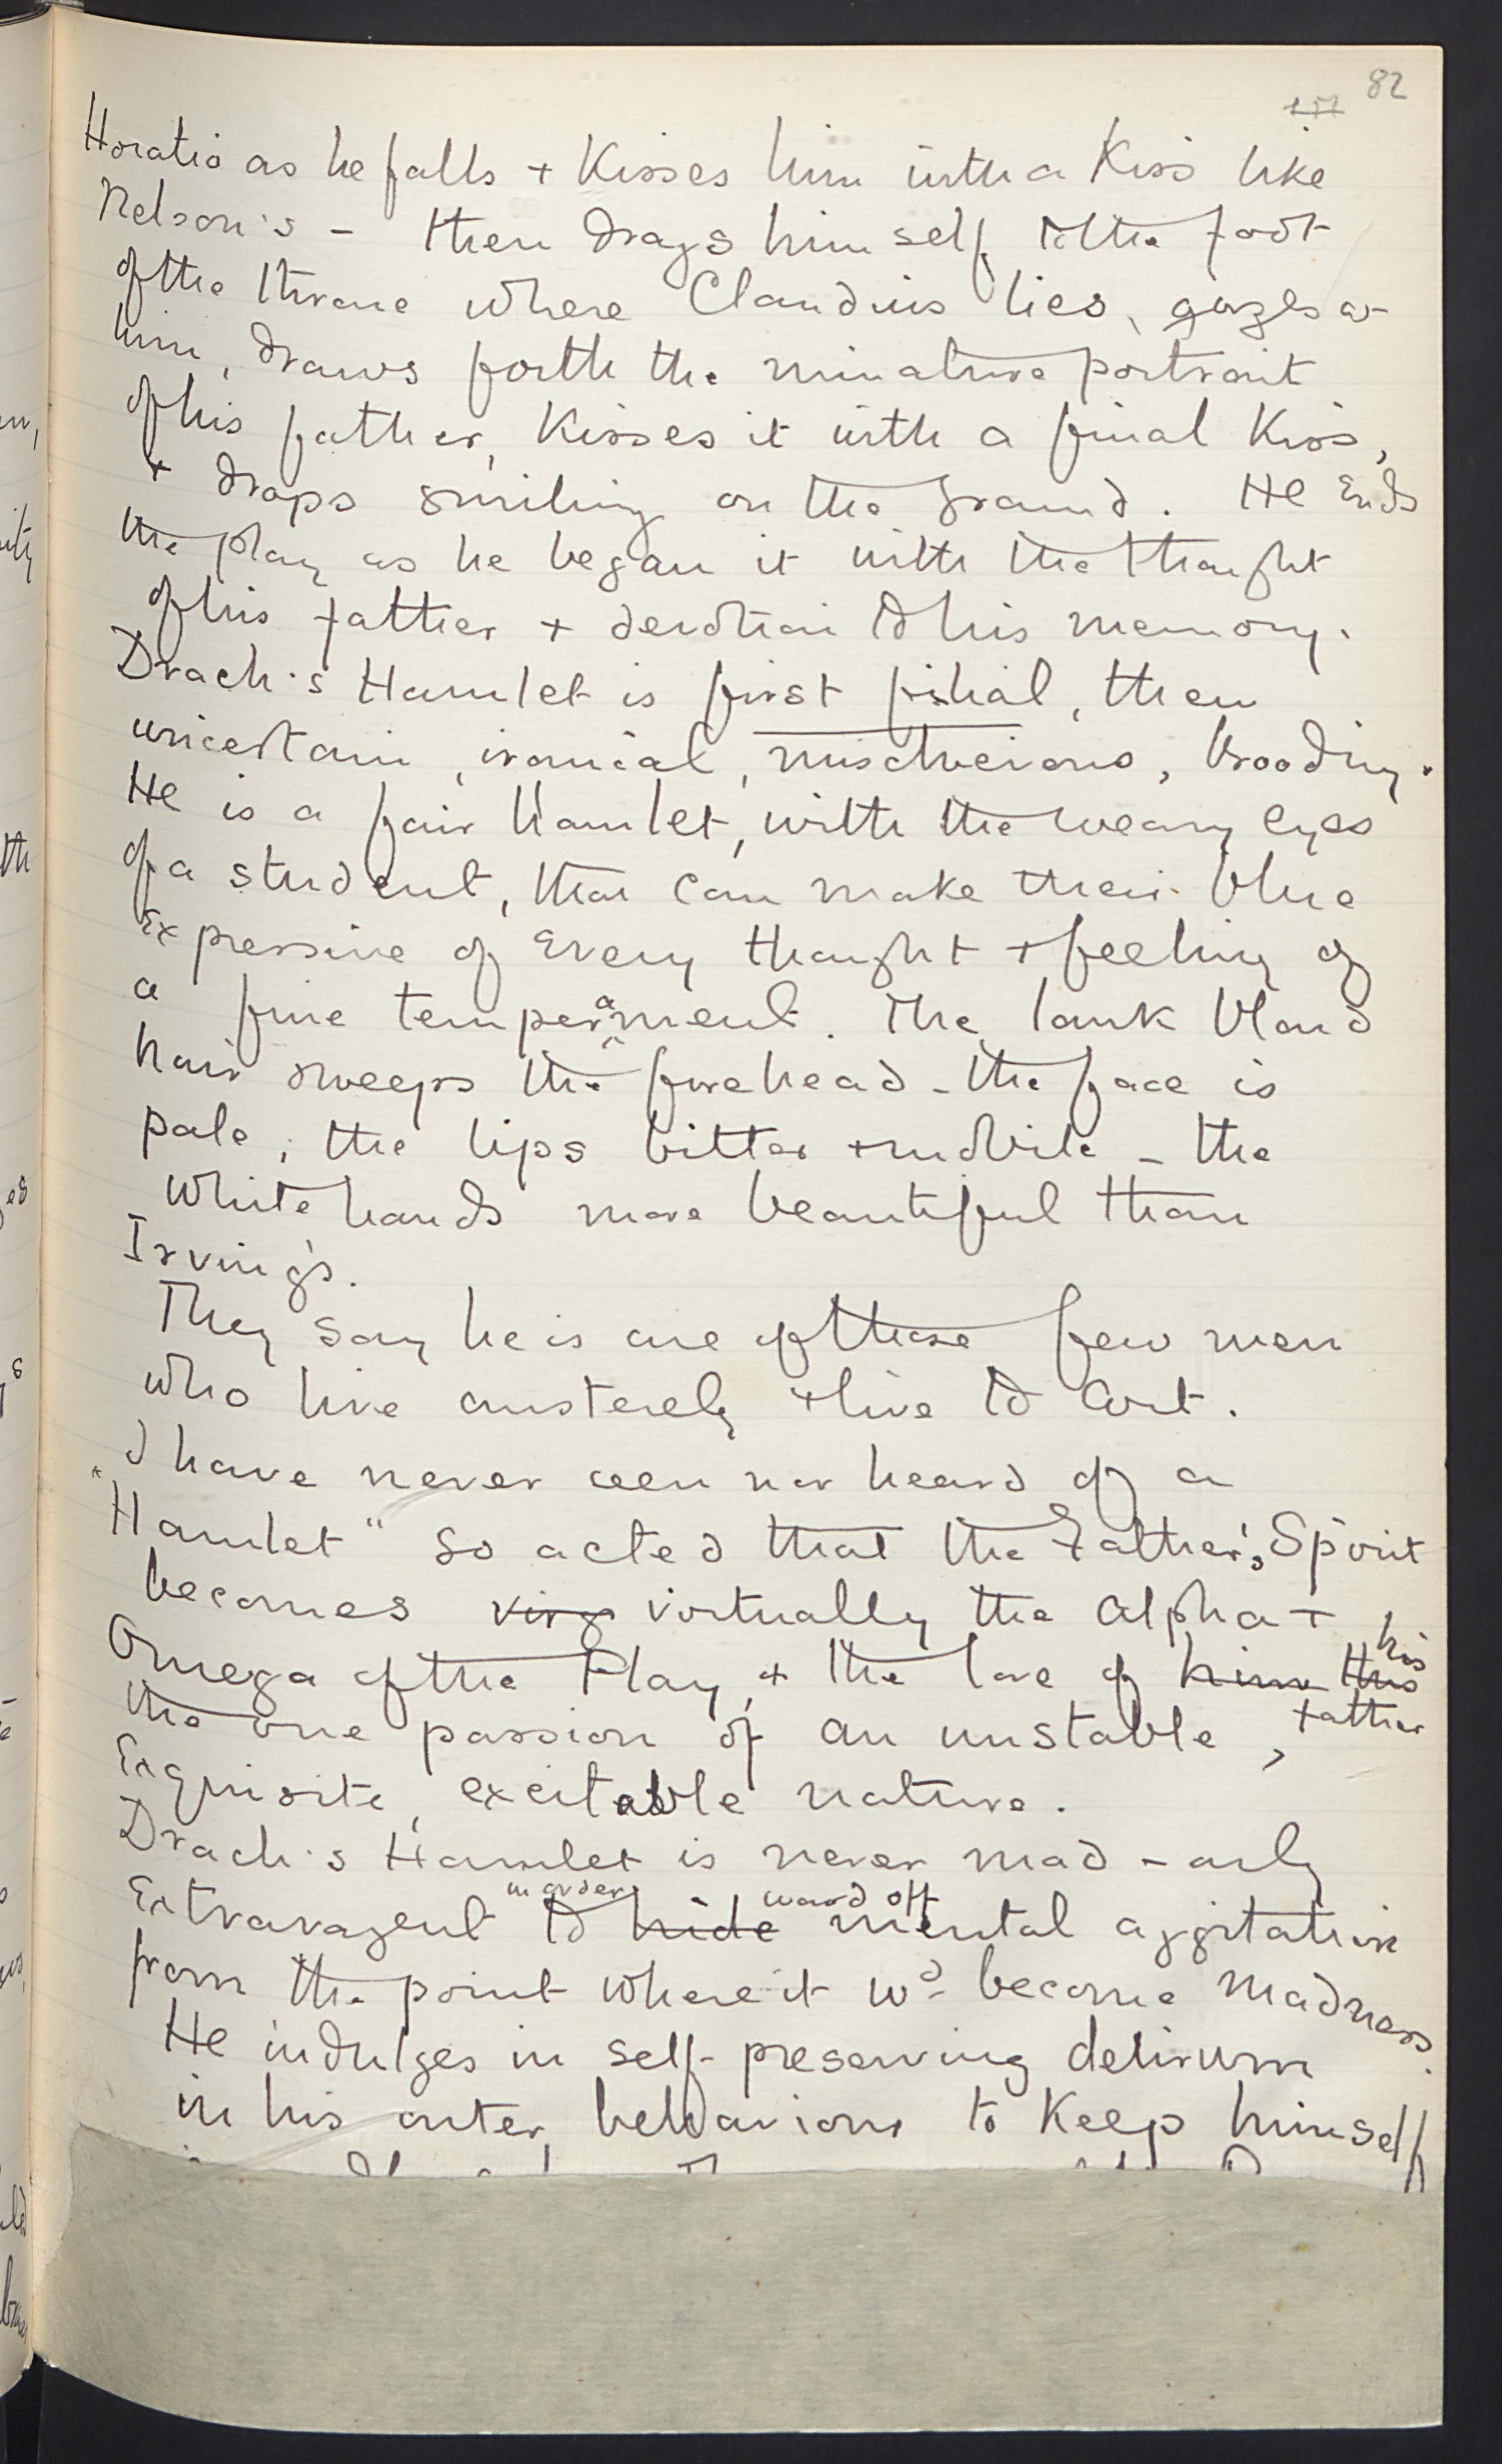 82
Horatio as he falls + Kisses him with a Kiss like
Nelson's – then drags himself to the foot
of the throne where Claudius lies, gazes at
him, draws forth the minature portrait
of his father, Kisses it with a final Kiss,
+ drops smiling on the ground. He Ends
the play as he began it with the thought
of his father + devotion to his memory.
Drach's Hamlet is first filial, then
uncertain, ironical, mischveious, brooding.
He is a fair Hamlet, with the weary eyes
of a student, that can make their blue
Expressive of Every thought + feeling of
a fine temperament. The lank blond
hair sweeps the forehead – the face is
pale, the lips bitter + mobile – the
white hands more beautiful than
Irving's.
They say he is one of those few men
who live austerely + live to Art.
I have never seen nor heard of a
"Hamlet" so acted that the Father's Spirit
becomes virg virtually the Alpha +
Omega of the Play, + the love of him this his father
the one passion of an unstable,
Exquisite, excitable nature.
Drach's Hamlet is never mad – only
Extravagent in order to hide ward off mental aggitation
from the point where it wd become Madness.
He indulges in self-preserving delirium
in his outer behavious to Keep himself